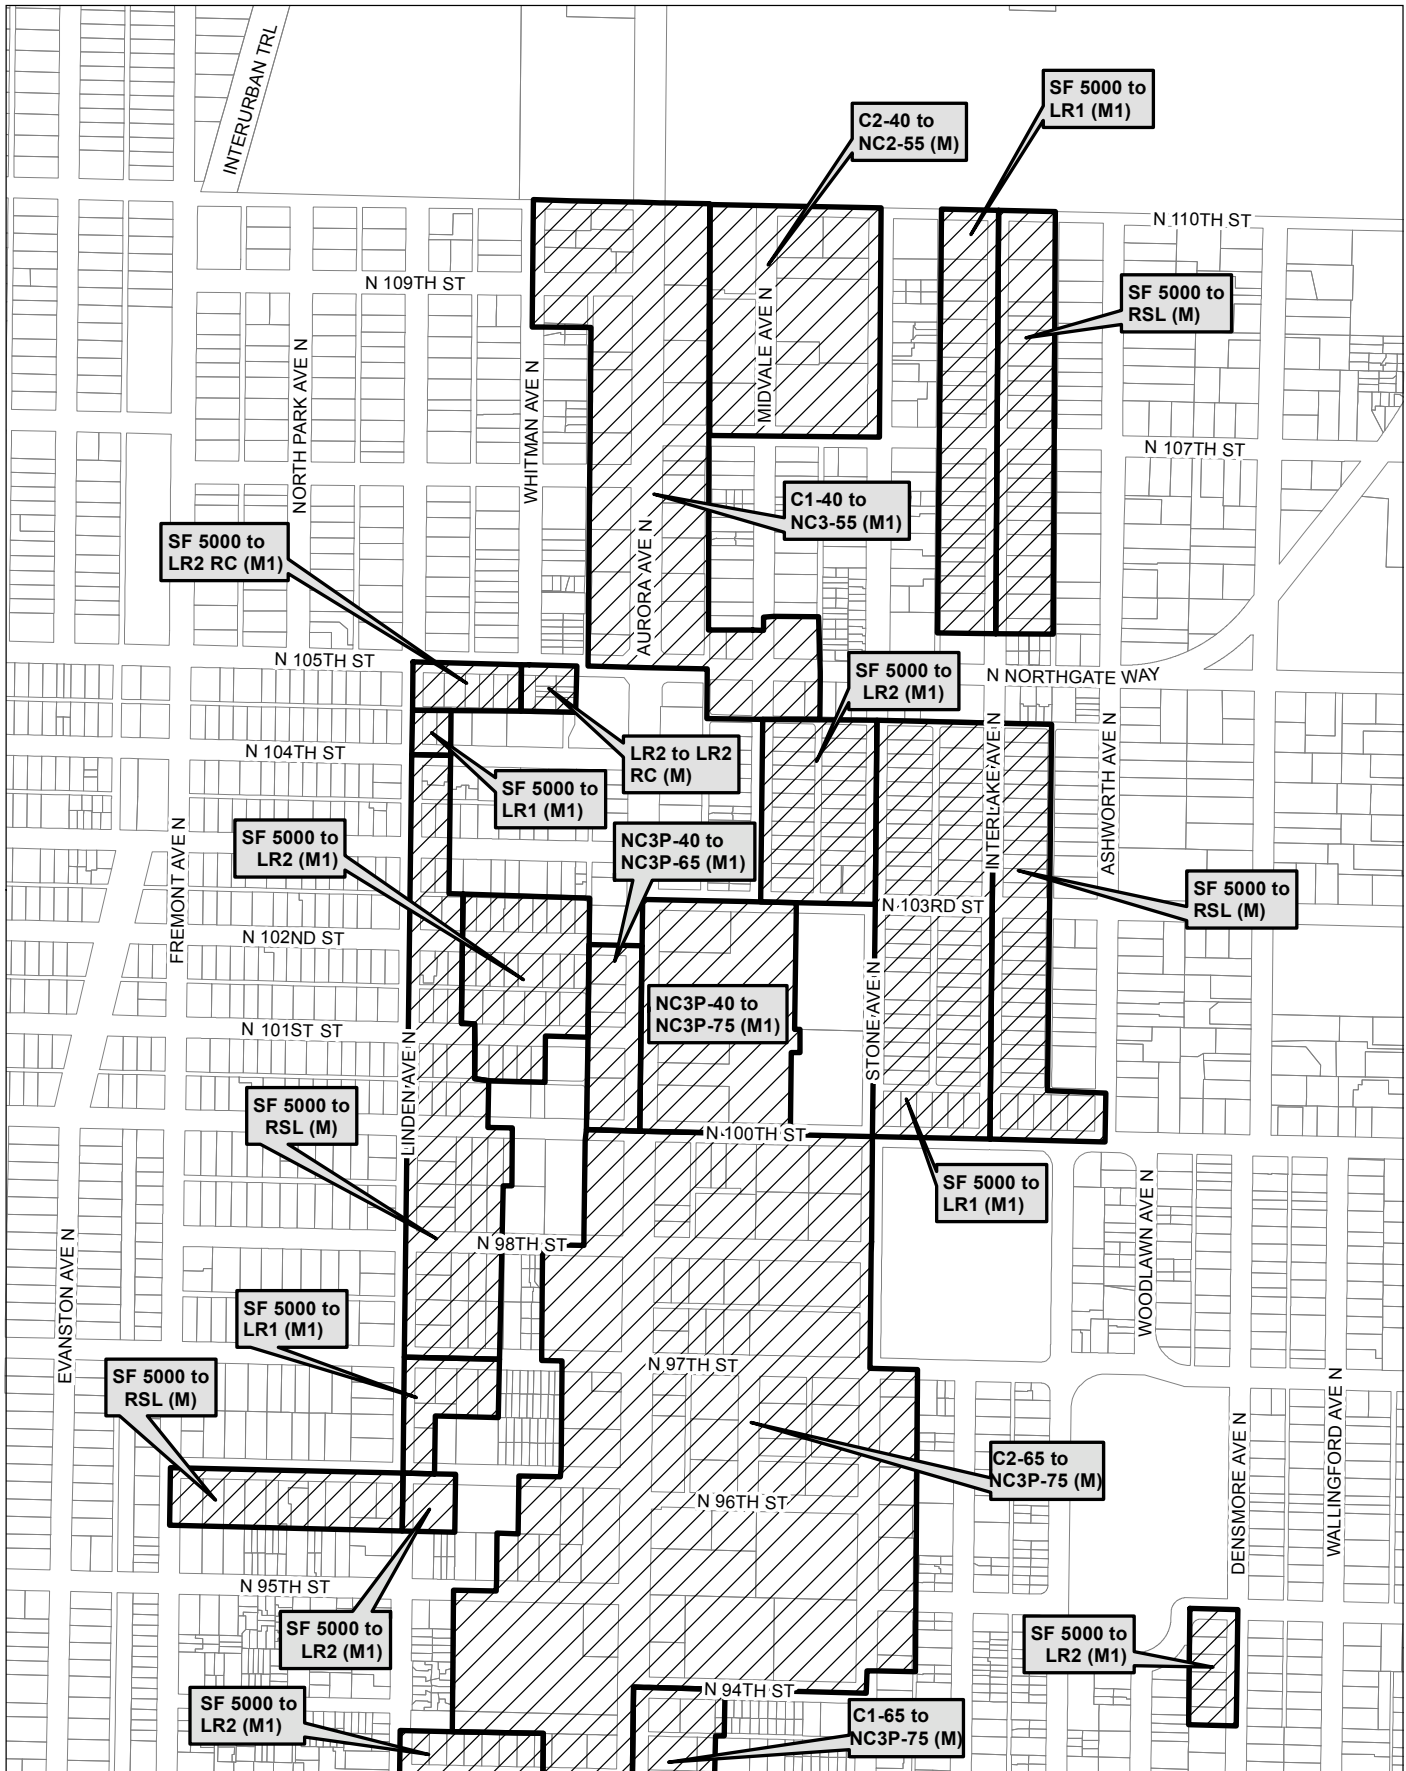 INTERURBAN TRL
SF 5000 to
LR1 (M1)
C2-40 to
NC2-55 (M)
N 110TH ST
N 109TH ST
SF 5000 to
RSL (M)
MIDVALE AVE N
NORTH PARK AVE N
WHITMAN AVE N
N 107TH ST
C1-40 to
NC3-55 (M1)
SF 5000 to
LR2 RC (M1)
AURORA AVE N
N 105TH ST
SF 5000 to
LR2 (M1)
N NORTHGATE WAY
N 104TH ST
LR2 to LR2
RC (M)
SF 5000 to
LR1 (M1)
INTERLAKE AVE N
ASHWORTH AVE N
FREMONT AVE N
SF 5000 to
LR2 (M1)
NC3P-40 to
NC3P-65 (M1)
SF 5000 to
RSL (M)
N 103RD ST
N 102ND ST
NC3P-40 to
NC3P-75 (M1)
STONE AVE N
N 101ST ST
LINDEN AVE N
SF 5000 to
RSL (M)
N 100TH ST
SF 5000 to
LR1 (M1)
WOODLAWN AVE N
N 98TH ST
EVANSTON AVE N
SF 5000 to
LR1 (M1)
N 97TH ST
SF 5000 to
RSL (M)
WALLINGFORD AVE N
DENSMORE AVE N
C2-65 to
NC3P-75 (M)
N 96TH ST
N 95TH ST
SF 5000 to
LR2 (M1)
SF 5000 to
LR2 (M1)
N 94TH ST
SF 5000 to
LR2 (M1)
C1-65 to
NC3P-75 (M)